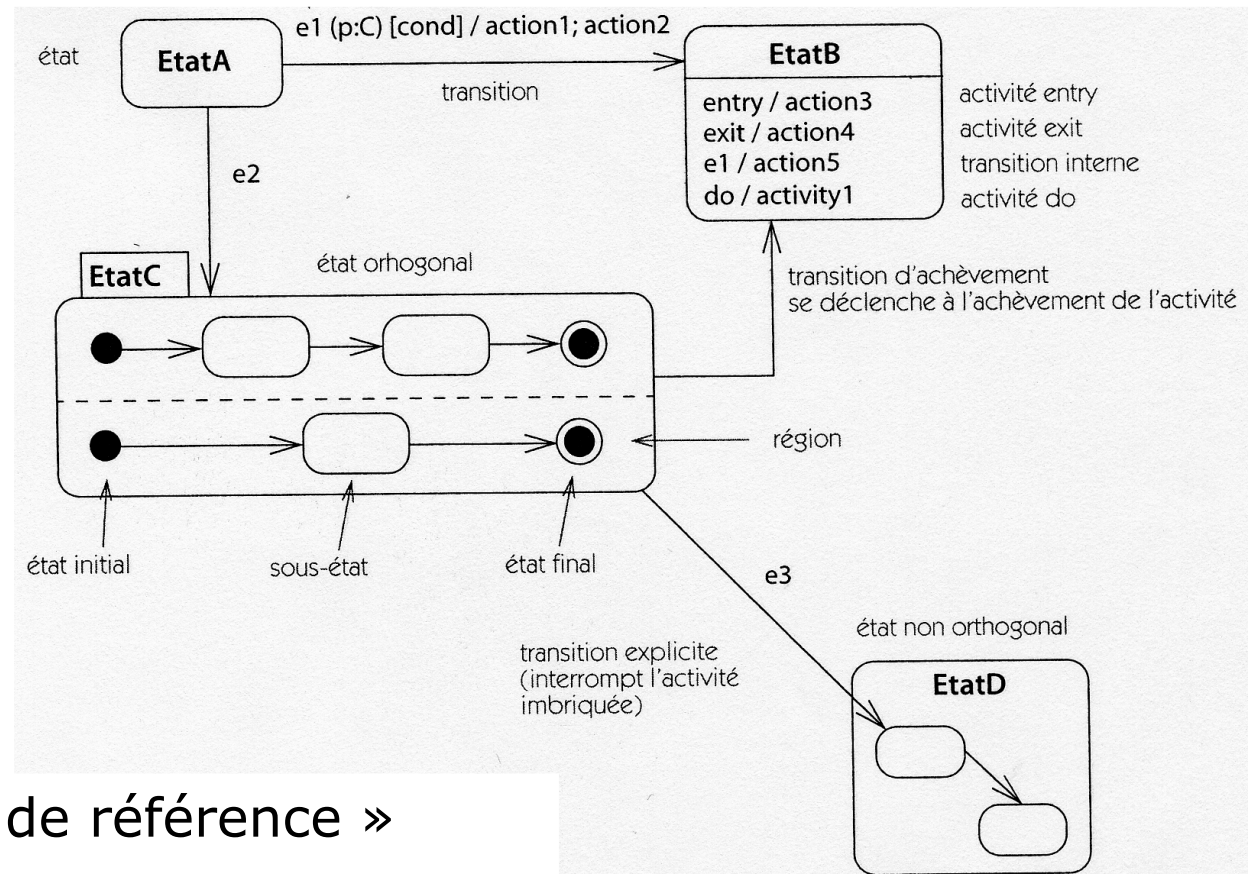 e1 (p:C) [cond] / action1; action2
état
EtatA
transition
EtatB
entry / action3
exit / action4
e1 / action5
do / activity1
activité entry
activité exit
transition interne
activité do
e2
EtatC
état orhogonal
transition d'achèvement
se déclenche à l'achèvement de l'activité
région
état initial
sous-état
état final
e3
transition explicite
(interrompt l'activité
imbriquée)
état non orthogonal
EtatD
de référence »